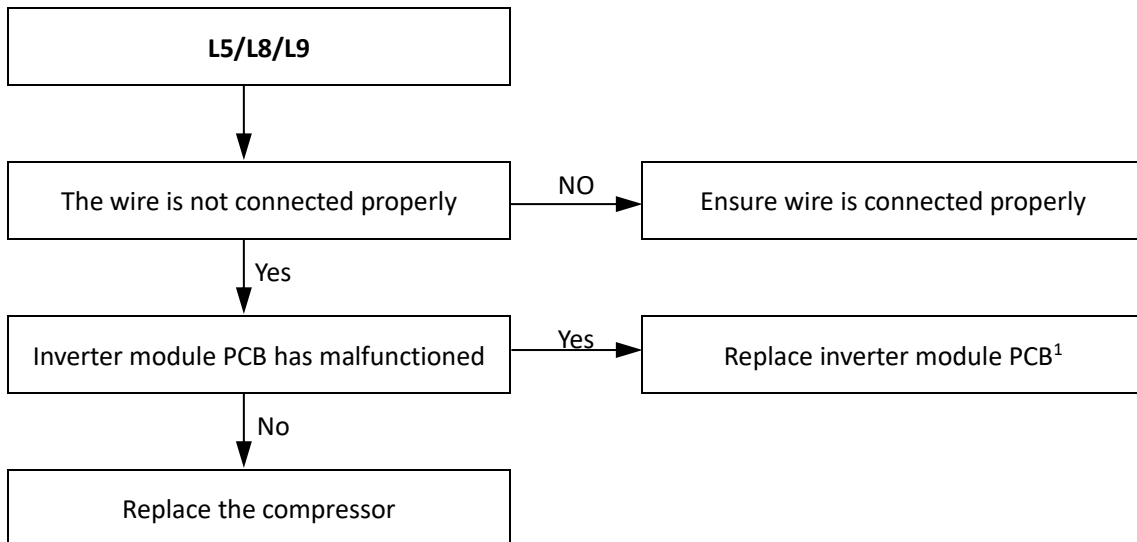 L5/L8/L9
The wire is not connected properly
NO
Ensure wire is connected properly
Yes
Inverter module PCB has malfunctioned
Yes
Replace inverter module PCB¹
No
Replace the compressor